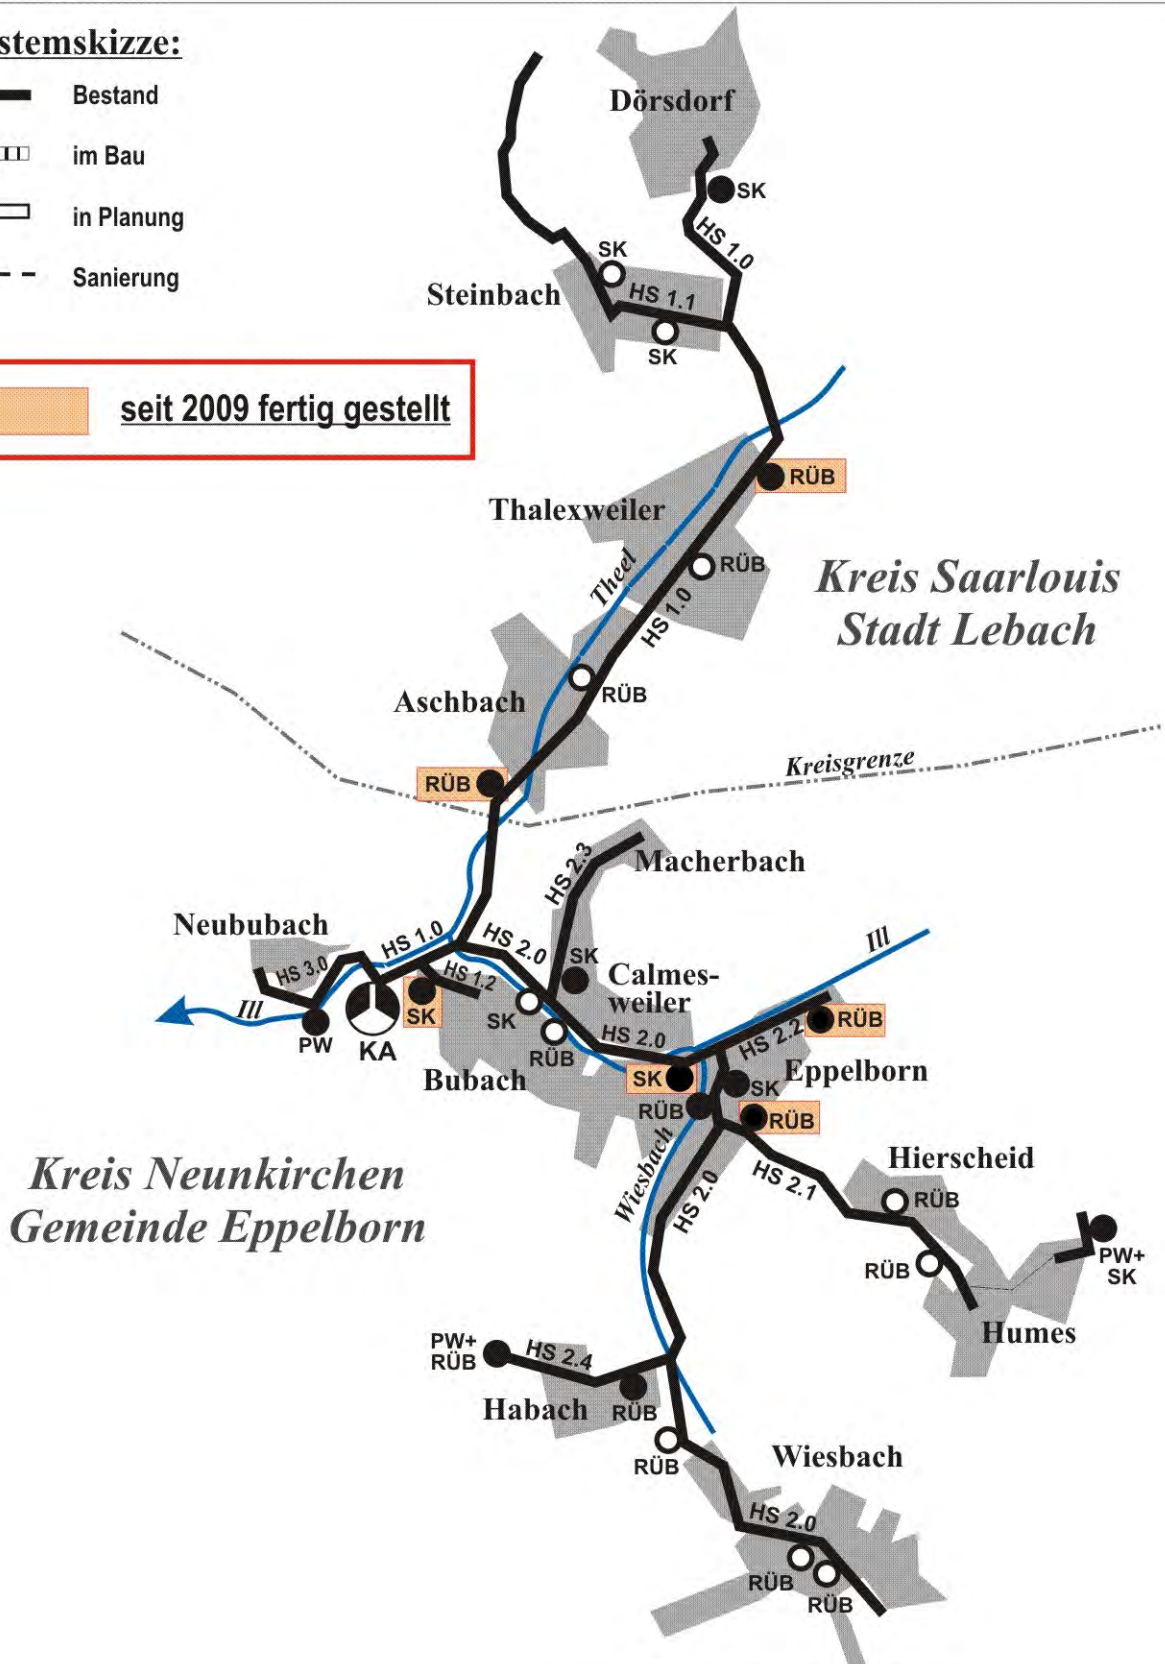 stemskizze:
Bestand
im Bau
in Planung
Sanierung
seit 2009 fertig gestellt
Dörsdorf
SK
HS 1.0
SK
Steinbach
HS 1.1
SK
RÜB
Thalexweiler
RÜB
Theel
HS 1.0
Kreis Saarlouis
Stadt Lebach
Aschbach
RÜB
Kreisgrenze
RÜB
HS 2.3
Macherbach
Neububach
HS 1.0
HS 2.0
Ill
HS 3.0
HS 1.2
SK
Calmes-
weiler
Ill
PW
KA
SK
SK
RÜB
HS 2.0
HS 2.2
RÜB
Bubach
SK
SK
Eppelborn
RÜB
RÜB
Kreis Neunkirchen
Gemeinde Eppelborn
Wiesbach
HS 2.0
HS 2.1
Hierscheid
RÜB
RÜB
PW+
SK
Humes
PW+
RÜB
HS 2.4
Habach
RÜB
RÜB
Wiesbach
HS 2.0
RÜB
RÜB